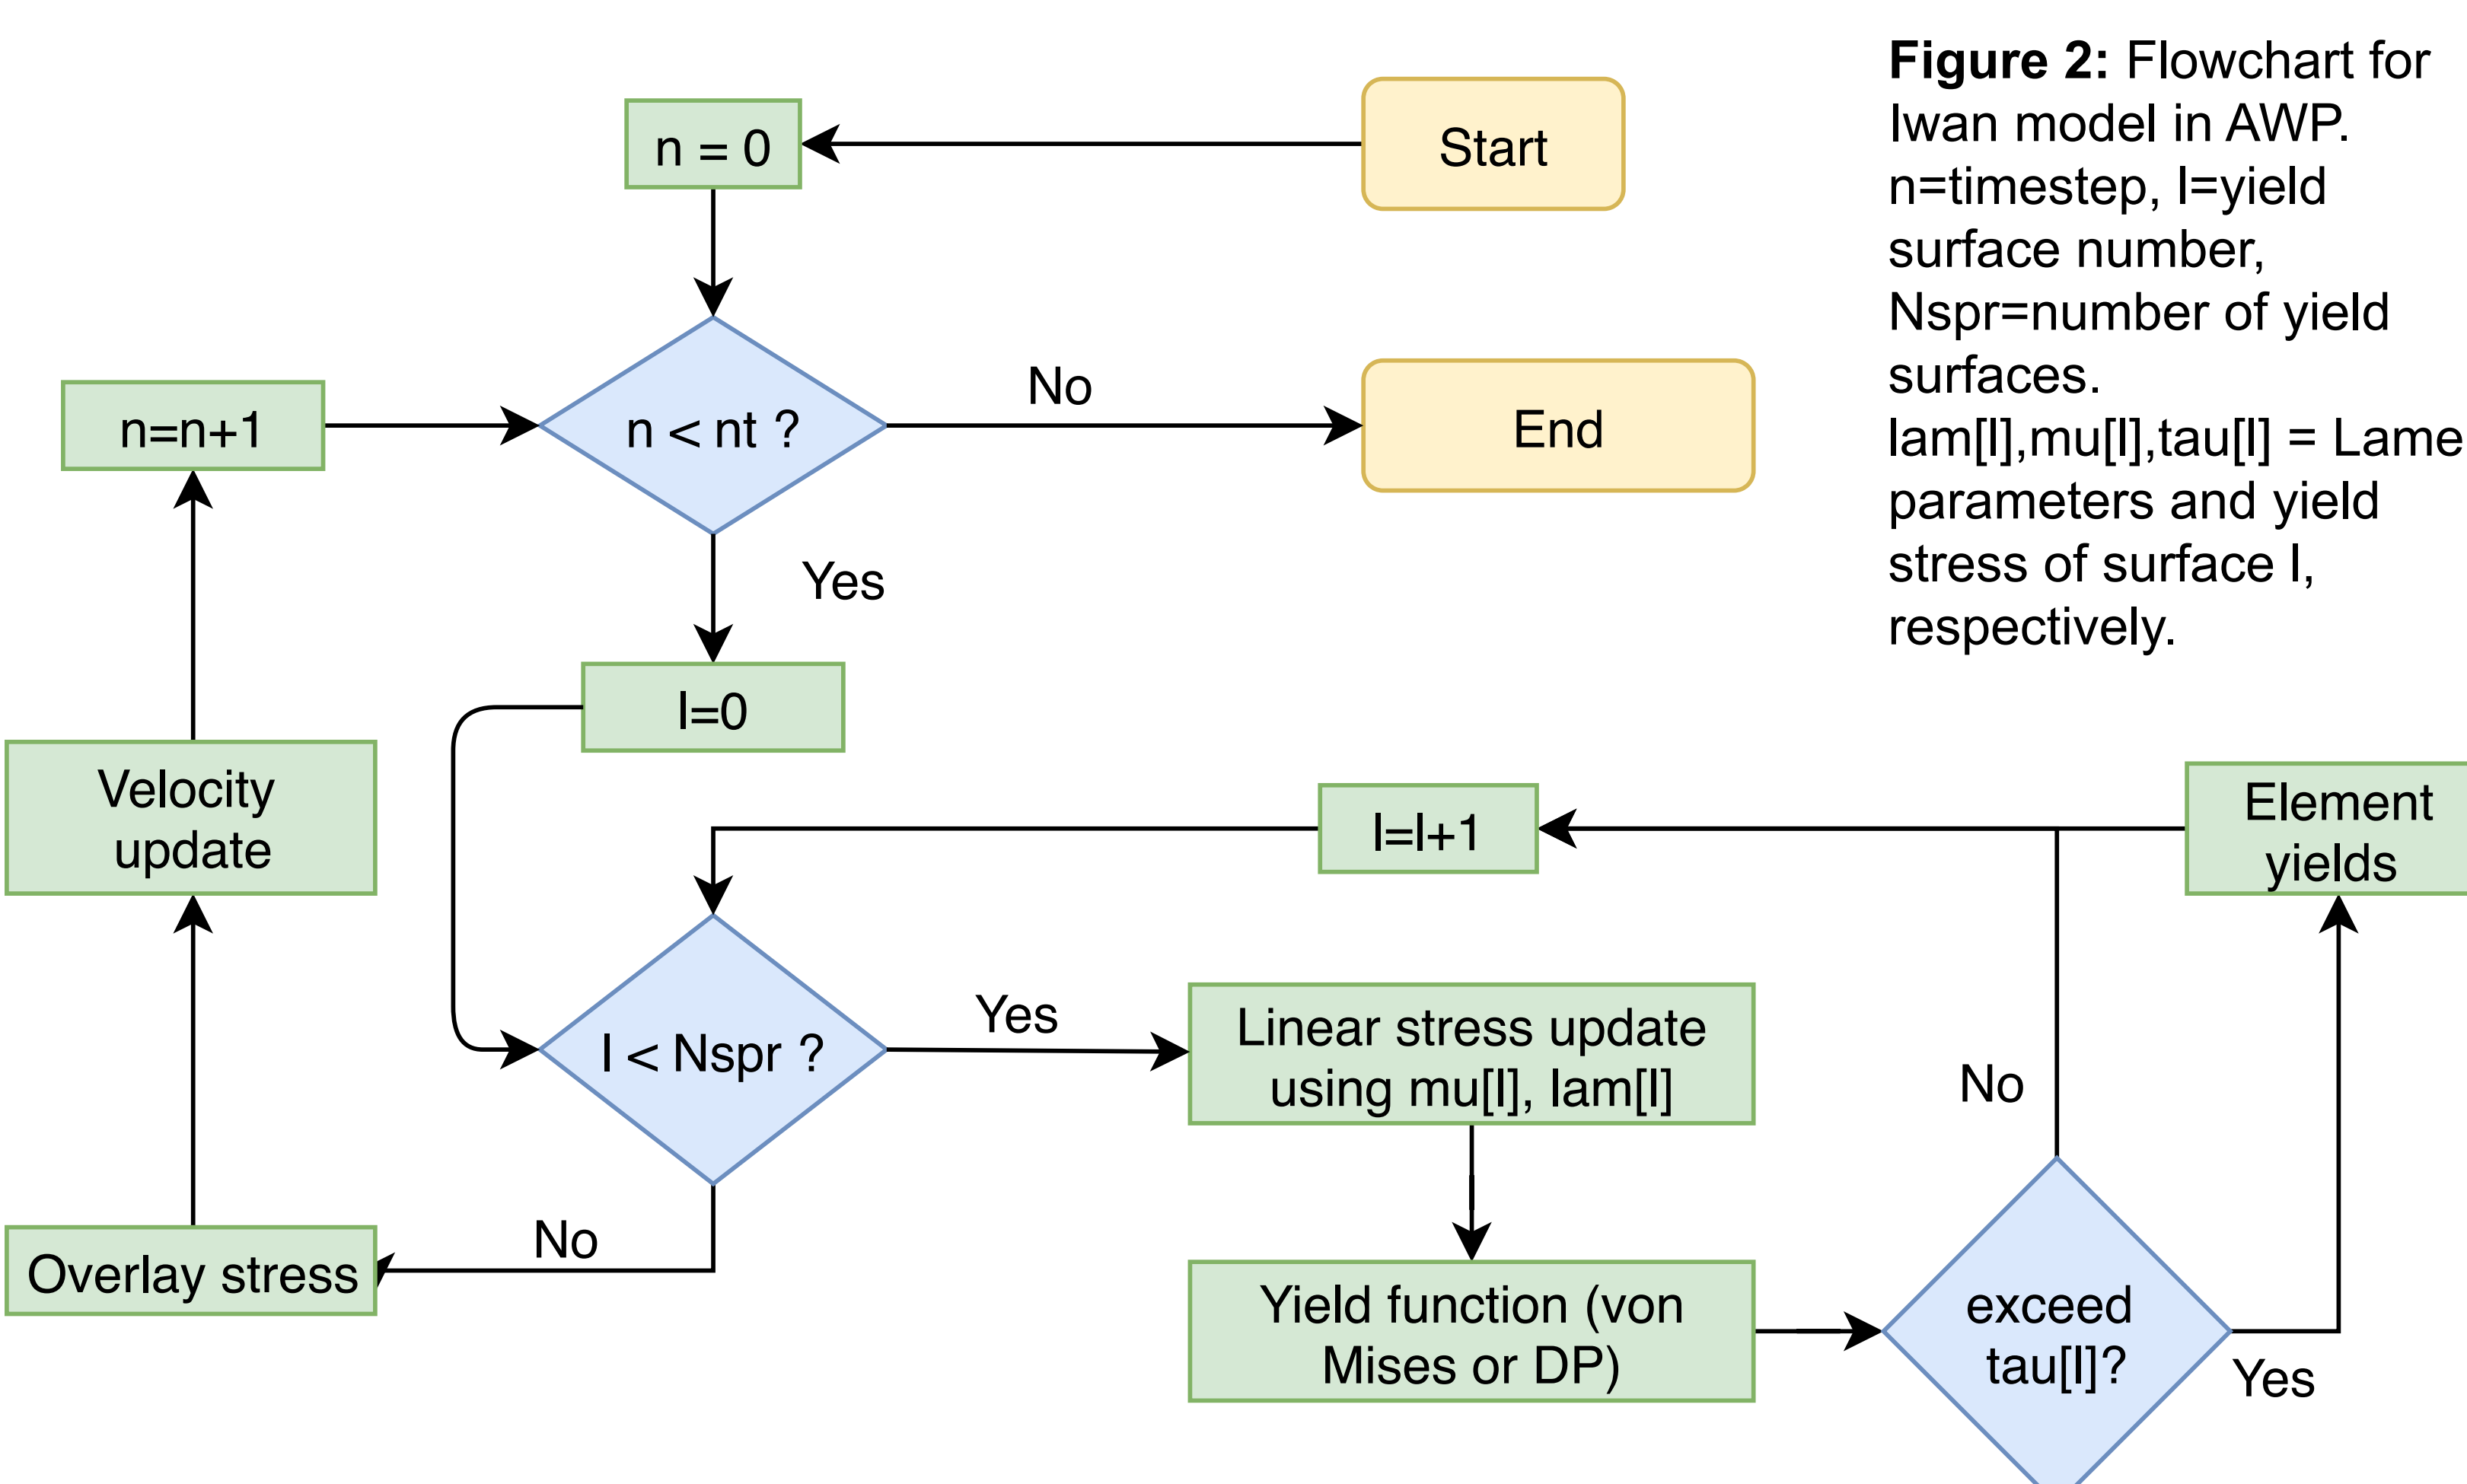 Figure 2: Flowchart for
Iwan model in AWP.
n=timestep, I=yield
surface number,
Nspr=number of yield
surfaces.
lam[I],mu[I],tau[I] = Lame
parameters and yield
stress of surface I,
respectively.
Start
n = 0
n < nt ?
No
End
n=n+1
Yes
I=0
Velocity
update
I=I+1
Element
yields
I < Nspr ?
Yes
Linear stress update
using mu[I], lam[I]
No
No
Overlay stress
Yield function (von
Mises or DP)
exceed
tau[I]?
Yes